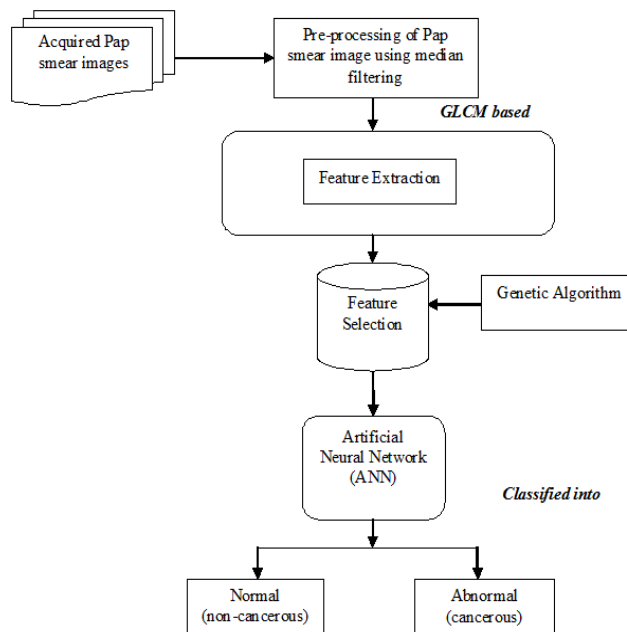 Acquired Pap
smear images
Pre-processing of Pap
smear image using median
filtering
GLCM based
Feature Extraction
Feature
Selection
Genetic Algorithm
Artificial
Neural Network
(ANN)
Classified into
Normal
(non-cancerous)
Abnormal
(cancerous)